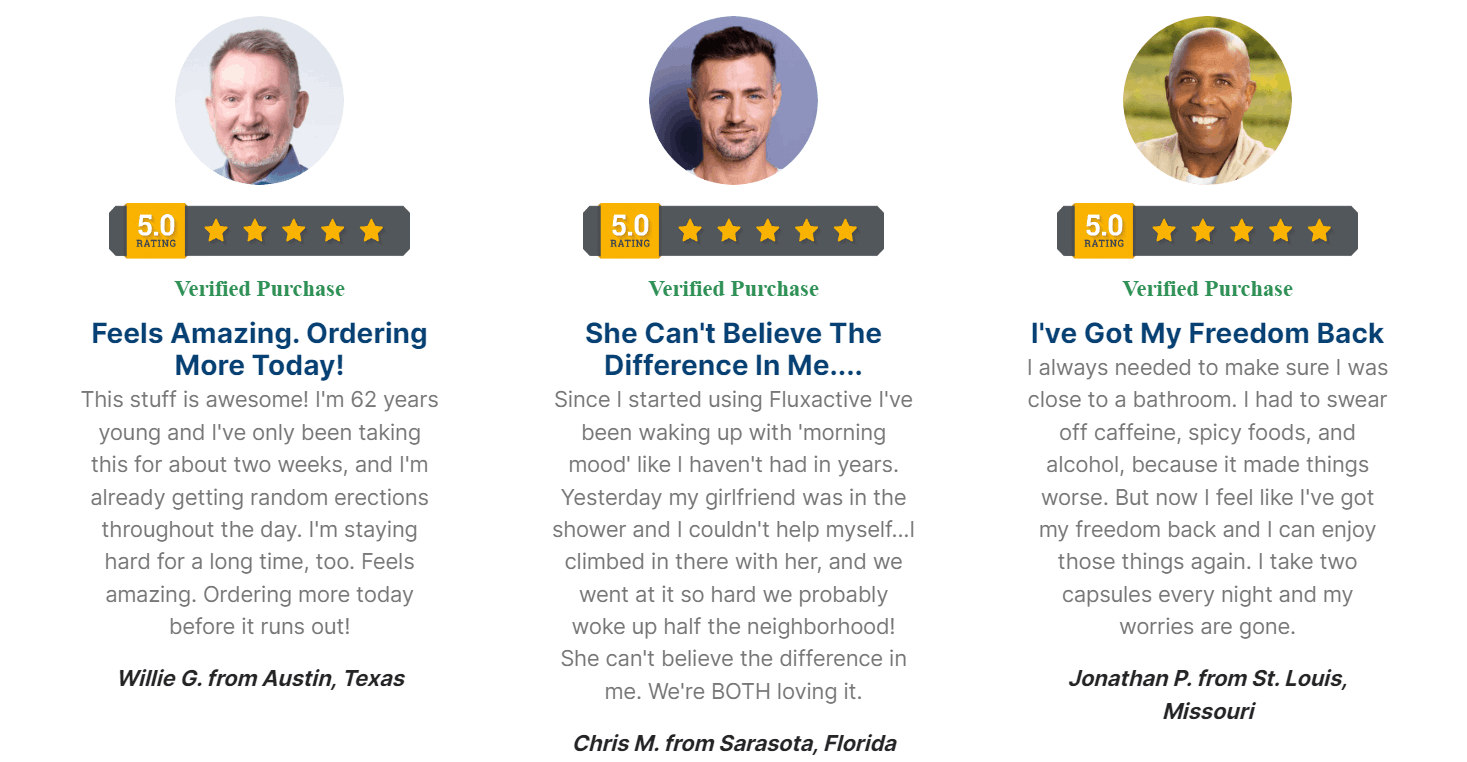 5.0
RATING
Verified Purchase
Feels Amazing. Ordering
More Today!
This stuff is awesome! I'm 62 years
young and I've only been taking
this for about two weeks, and I'm
already getting random erections
throughout the day. I'm staying
hard for a long time, too. Feels
amazing. Ordering more today
before it runs out!
Willie G. from Austin, Texas
5.0
RATING
Verified Purchase
She Can't Believe The
Difference In Me....
Since I started using Fluxactive I've
been waking up with 'morning
mood' like I haven't had in years.
Yesterday my girlfriend was in the
shower and I couldn't help myself...I
climbed in there with her, and we
went at it so hard we probably
woke up half the neighborhood!
She can't believe the difference in
me. We're BOTH loving it.
Chris M. from Sarasota, Florida
5.0
RATING
Verified Purchase
I've Got My Freedom Back
I always needed to make sure I was
close to a bathroom. I had to swear
off caffeine, spicy foods, and
alcohol, because it made things
worse. But now I feel like I've got
my freedom back and I can enjoy
those things again. I take two
capsules every night and my
worries are gone.
Jonathan P. from St. Louis,
Missouri